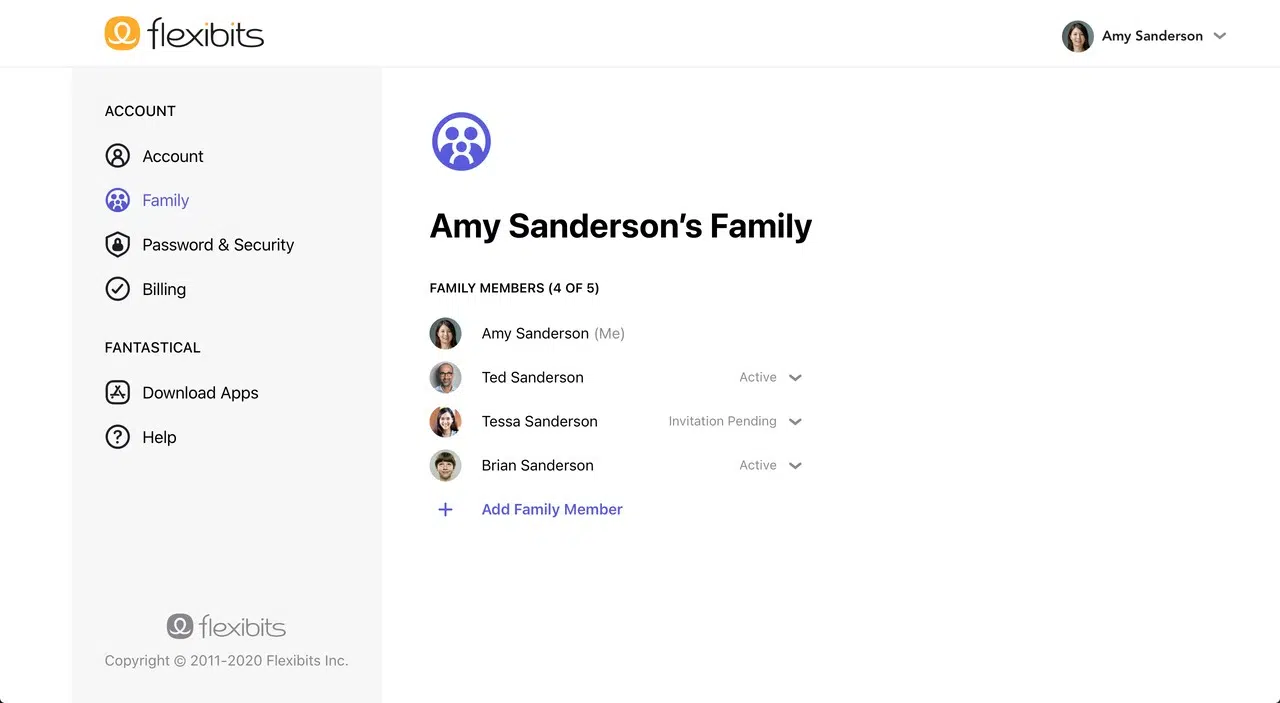 flexibits
Amy Sanderson
ACCOUNT
Account
Family
Password & Security
Billing
FANTASTICAL
Download Apps
Help
flexibits
Copyright © 2011-2020 Flexibits Inc.
Amy Sanderson’s Family
FAMILY MEMBERS (4 OF 5)
Amy Sanderson (Me)
Ted Sanderson Active
Tessa Sanderson Invitation Pending
Brian Sanderson Active
+ Add Family Member